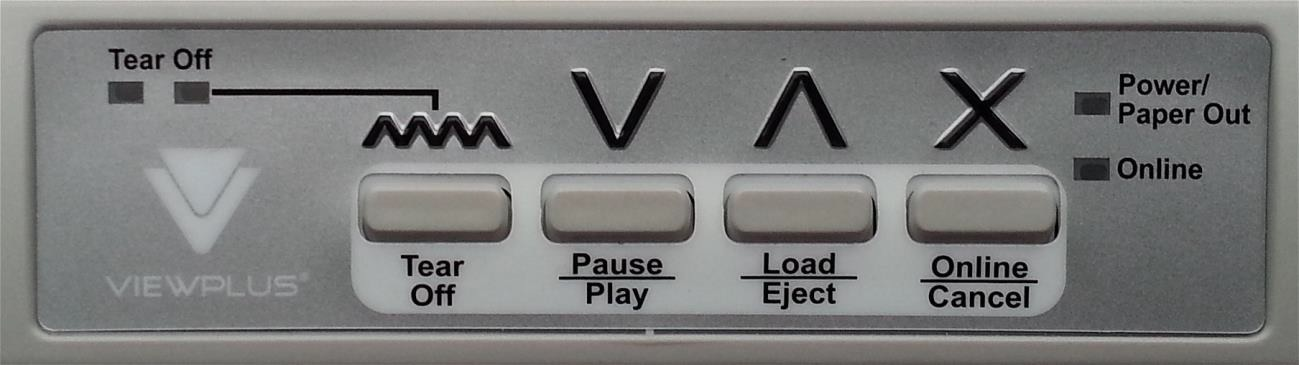 Tear Off
Power/
Paper Out
Online
VIEWPLUS®
Tear
Off
Pause
Play
Load
Eject
Online
Cancel